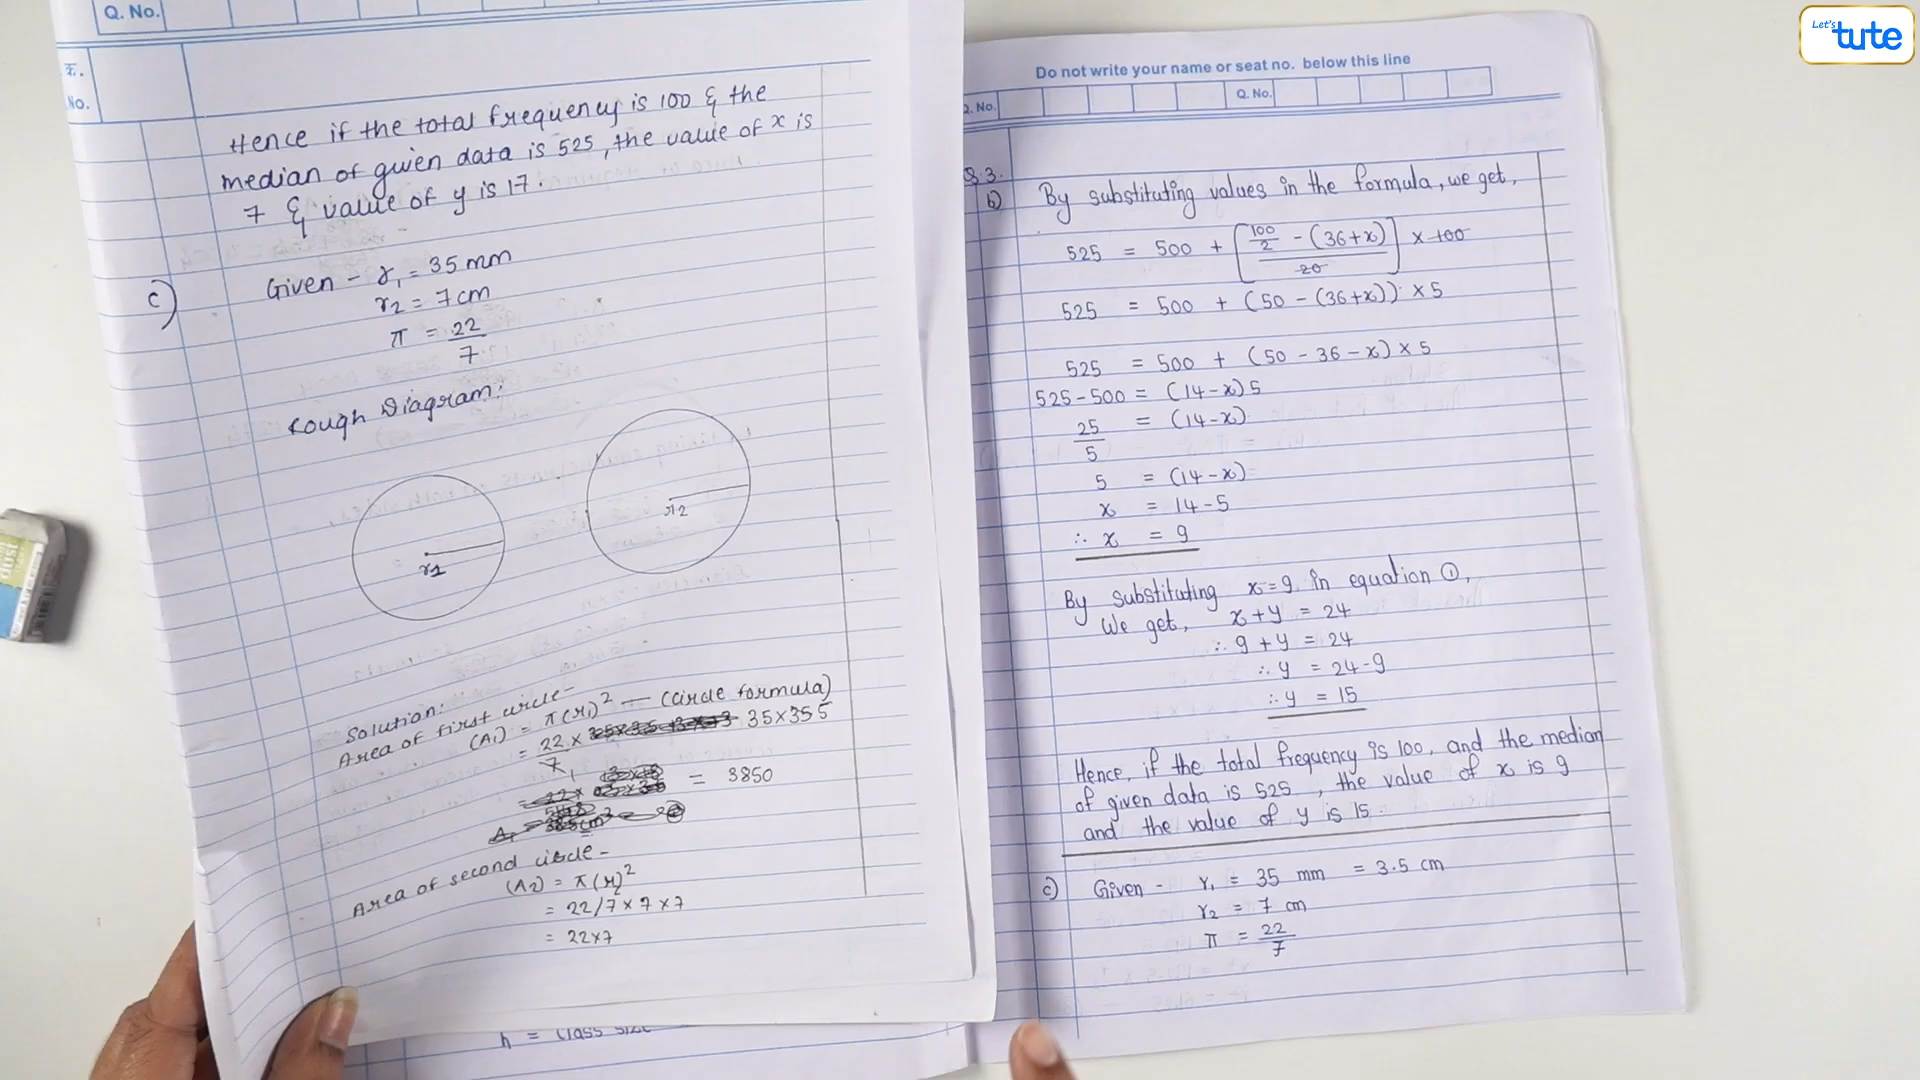 Q. No.
क्र.
No.
Hence if the total frequency is 100 & the
median of given data is 525, the value of x is
7 & value of y is 17.
c)
Given - r₁ = 35 mm
r₂ = 7 cm
π = 22/7
Rough Diagram:
r₁
r₂
Solution:
Area of first circle -
(A₁) = π(r₁)² — (circle formula)
= 22/7 × 35×35 5
= 3850
Area of second circle -
(A₂) = π(r)²
= 22/7 × 7 × 7
= 22×7
h = class size
Let's
tute
Do not write your name or seat no. below this line
Q. No.
Q. No.
Q.3.
b) By substituting values in the formula, we get,
525 = 500 + [100/2 - (36+x) / 20] × 100
525 = 500 + (50 - (36+x)) × 5
525 = 500 + (50 - 36 - x) × 5
525-500 = (14-x) 5
25/5 = (14-x)
5 = (14-x)
x = 14-5
∴ x = 9
By substituting x=9 in equation ①,
We get, x+y = 24
∴ 9+y = 24
∴ y = 24-9
∴ y = 15
Hence, if the total frequency is 100, and the median
of given data is 525, the value of x is 9
and the value of y is 15.
c) Given - r₁ = 35 mm = 3.5 cm
r₂ = 7 cm
π = 22/7